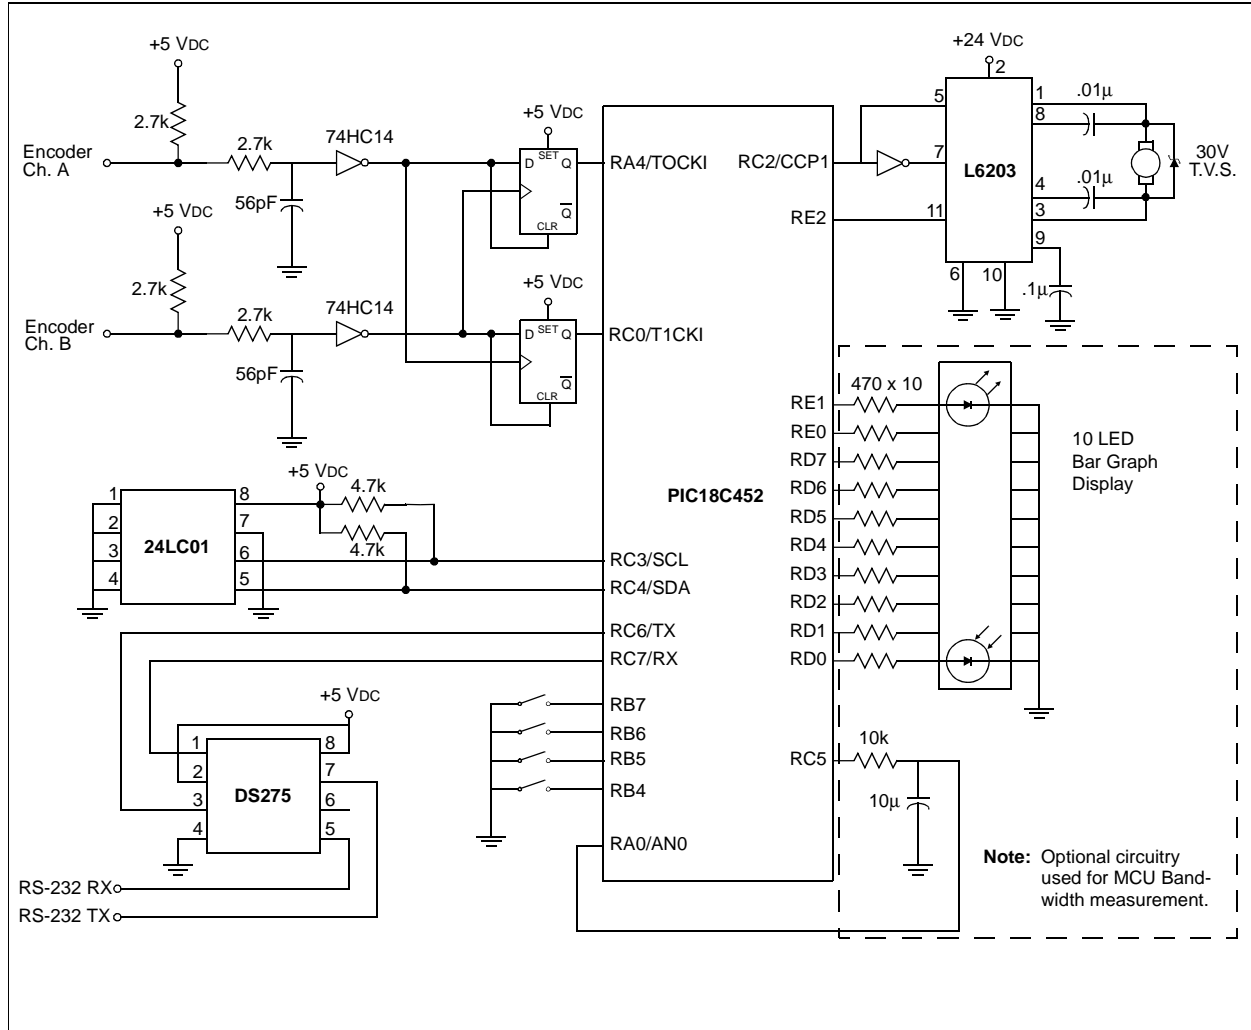 +5 VDC
2.7k
Encoder
Ch. A
2.7k
74HC14
56pF
+5 VDC
D SET Q
Q
CLR
+5 VDC
2.7k
Encoder
Ch. B
2.7k
74HC14
56pF
+5 VDC
D SET Q
Q
CLR
+5 VDC
4.7k
4.7k
24LC01
1
2
3
4
8
7
6
5
+5 VDC
DS275
1
2
3
4
8
7
6
5
RS-232 RX
RS-232 TX
PIC18C452
RA4/TOCKI
RC0/T1CKI
RC3/SCL
RC4/SDA
RC6/TX
RC7/RX
RB7
RB6
RB5
RB4
RA0/AN0
RC2/CCP1
RE2
RE1
RE0
RD7
RD6
RD5
RD4
RD3
RD2
RD1
RD0
RC5
+24 VDC
2
L6203
5
7
11
1
8
4
3
9
6
10
.01µ
.01µ
.1µ
30V
T.V.S.
470 x 10
10 LED
Bar Graph
Display
10k
10µ
Note: Optional circuitry
used for MCU Band-
width measurement.